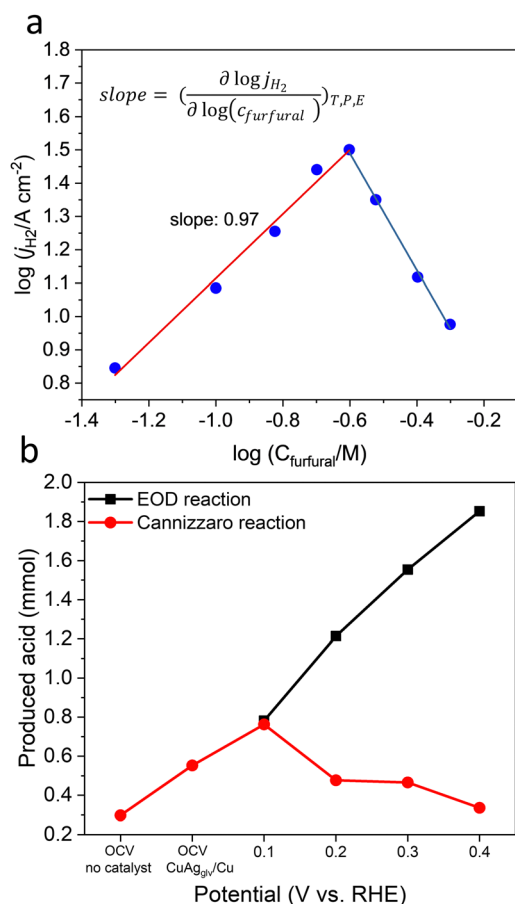 a
1.8
1.7
1.6
1.5
1.4
1.3
1.2
1.1
1.0
0.9
0.8
log (jH2/A cm-2)
slope = (∂ log jH2 / ∂ log(cfurfural ))T,P,E
slope: 0.97
-1.4 -1.2 -1.0 -0.8 -0.6 -0.4 -0.2
log (Cfurfural/M)
b
2.0
1.8
1.6
1.4
1.2
1.0
0.8
0.6
0.4
0.2
Produced acid (mmol)
EOD reaction
Cannizzaro reaction
OCV OCV 0.1 0.2 0.3 0.4
no catalyst CuAgglv/Cu
Potential (V vs. RHE)